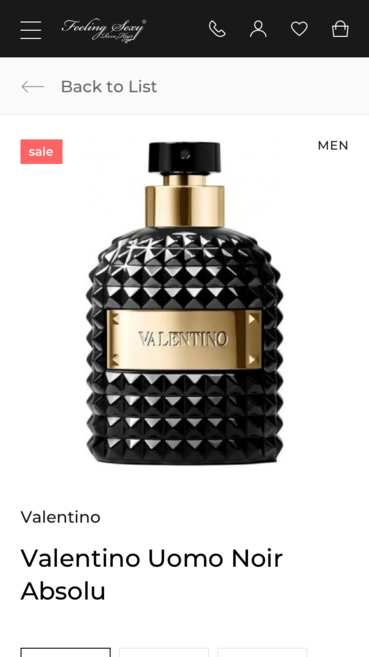 Feeling Sexy
Back to List
sale
MEN
VALENTINO
Valentino
Valentino Uomo Noir
Absolu